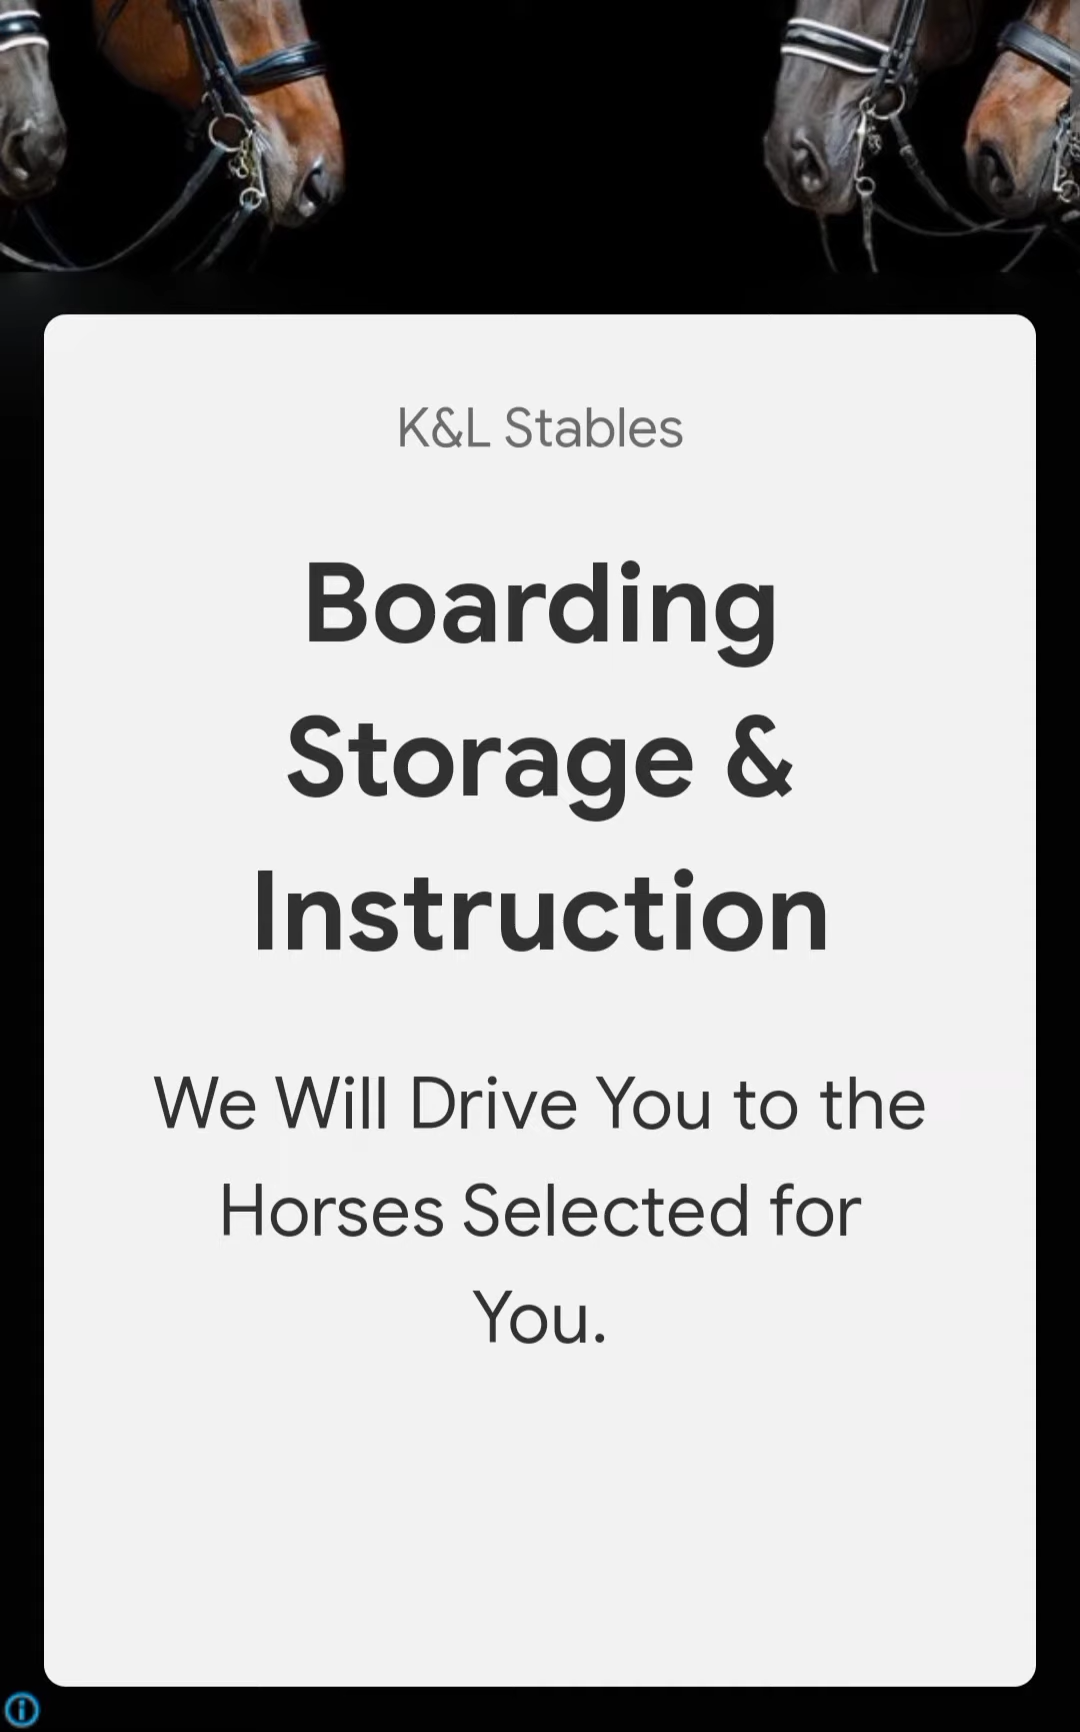 K&L Stables
Boarding
Storage &
Instruction
We Will Drive You to the
Horses Selected for
You.